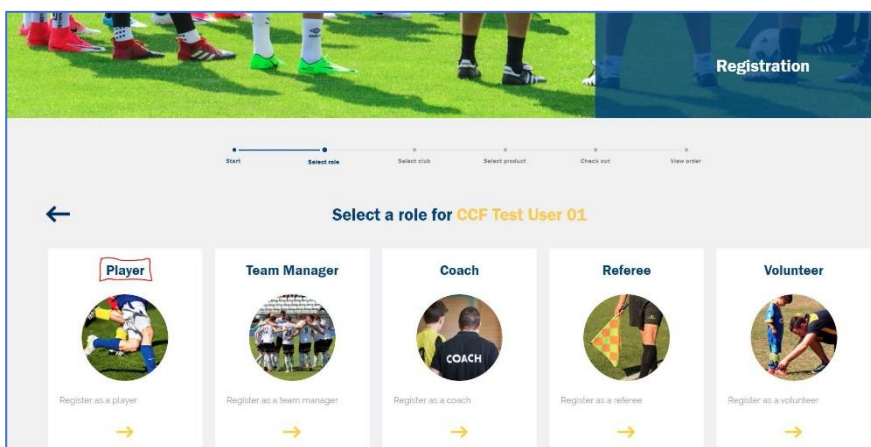 Registration
Start Select role Select club Select product Check out View order
Select a role for CCF Test User 01
Player Team Manager Coach Referee Volunteer
COACH
Register as a player Register as a team manager Register as a coach Register as a referee Register as a volunteer